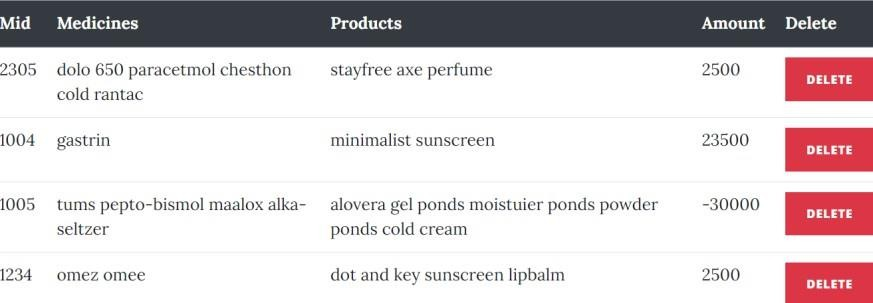 Mid Medicines Products Amount Delete
2305 dolo 650 paracetmol chesthon stayfree axe perfume 2500 DELETE
cold rantac
1004 gastrin minimalist sunscreen 23500 DELETE
1005 tums pepto-bismol maalox alka- alovera gel ponds moistuier ponds powder -30000 DELETE
seltzer ponds cold cream
1234 omez omee dot and key sunscreen lipbalm 2500 DELETE